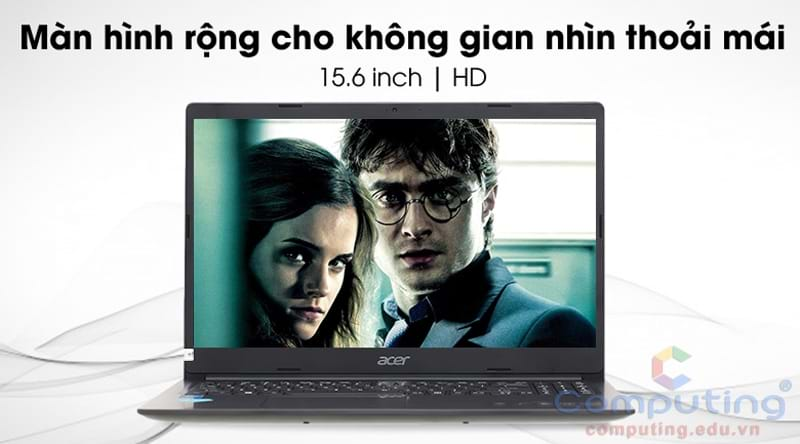 Màn hình rộng cho không gian nhìn thoải mái
15.6 inch | HD
acer
Computing®
computing.edu.vn